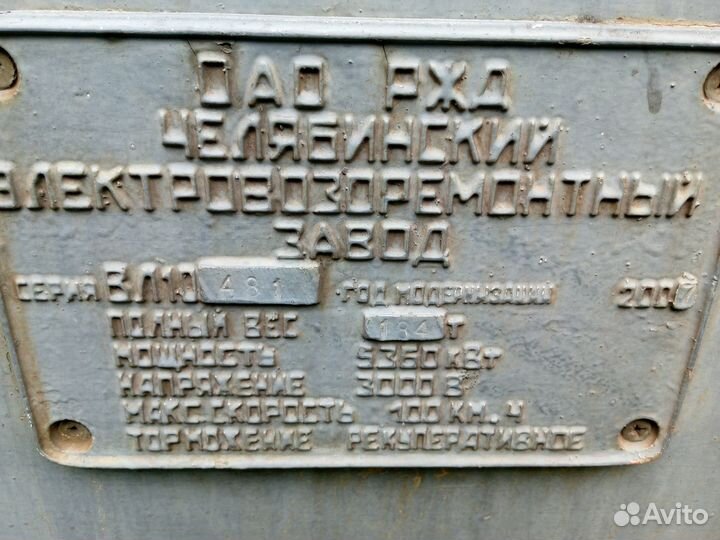 ОАО РЖД
ЧЕЛЯБИНСКИЙ
ЭЛЕКТРОВОЗОРЕМОНТНЫЙ
ЗАВОД
СЕРИЯ ВЛ10 481 ГОД МОДЕРНИЗАЦИИ 2007
ПОЛНЫЙ ВЕС 184 Т
МОЩНОСТЬ 5360 КВТ
НАПРЯЖЕНИЕ 3000 В
МАКС.СКОРОСТЬ 100 КМ. Ч
ТОРМОЖЕНИЕ РЕКУПЕРАТИВНОЕ
Avito